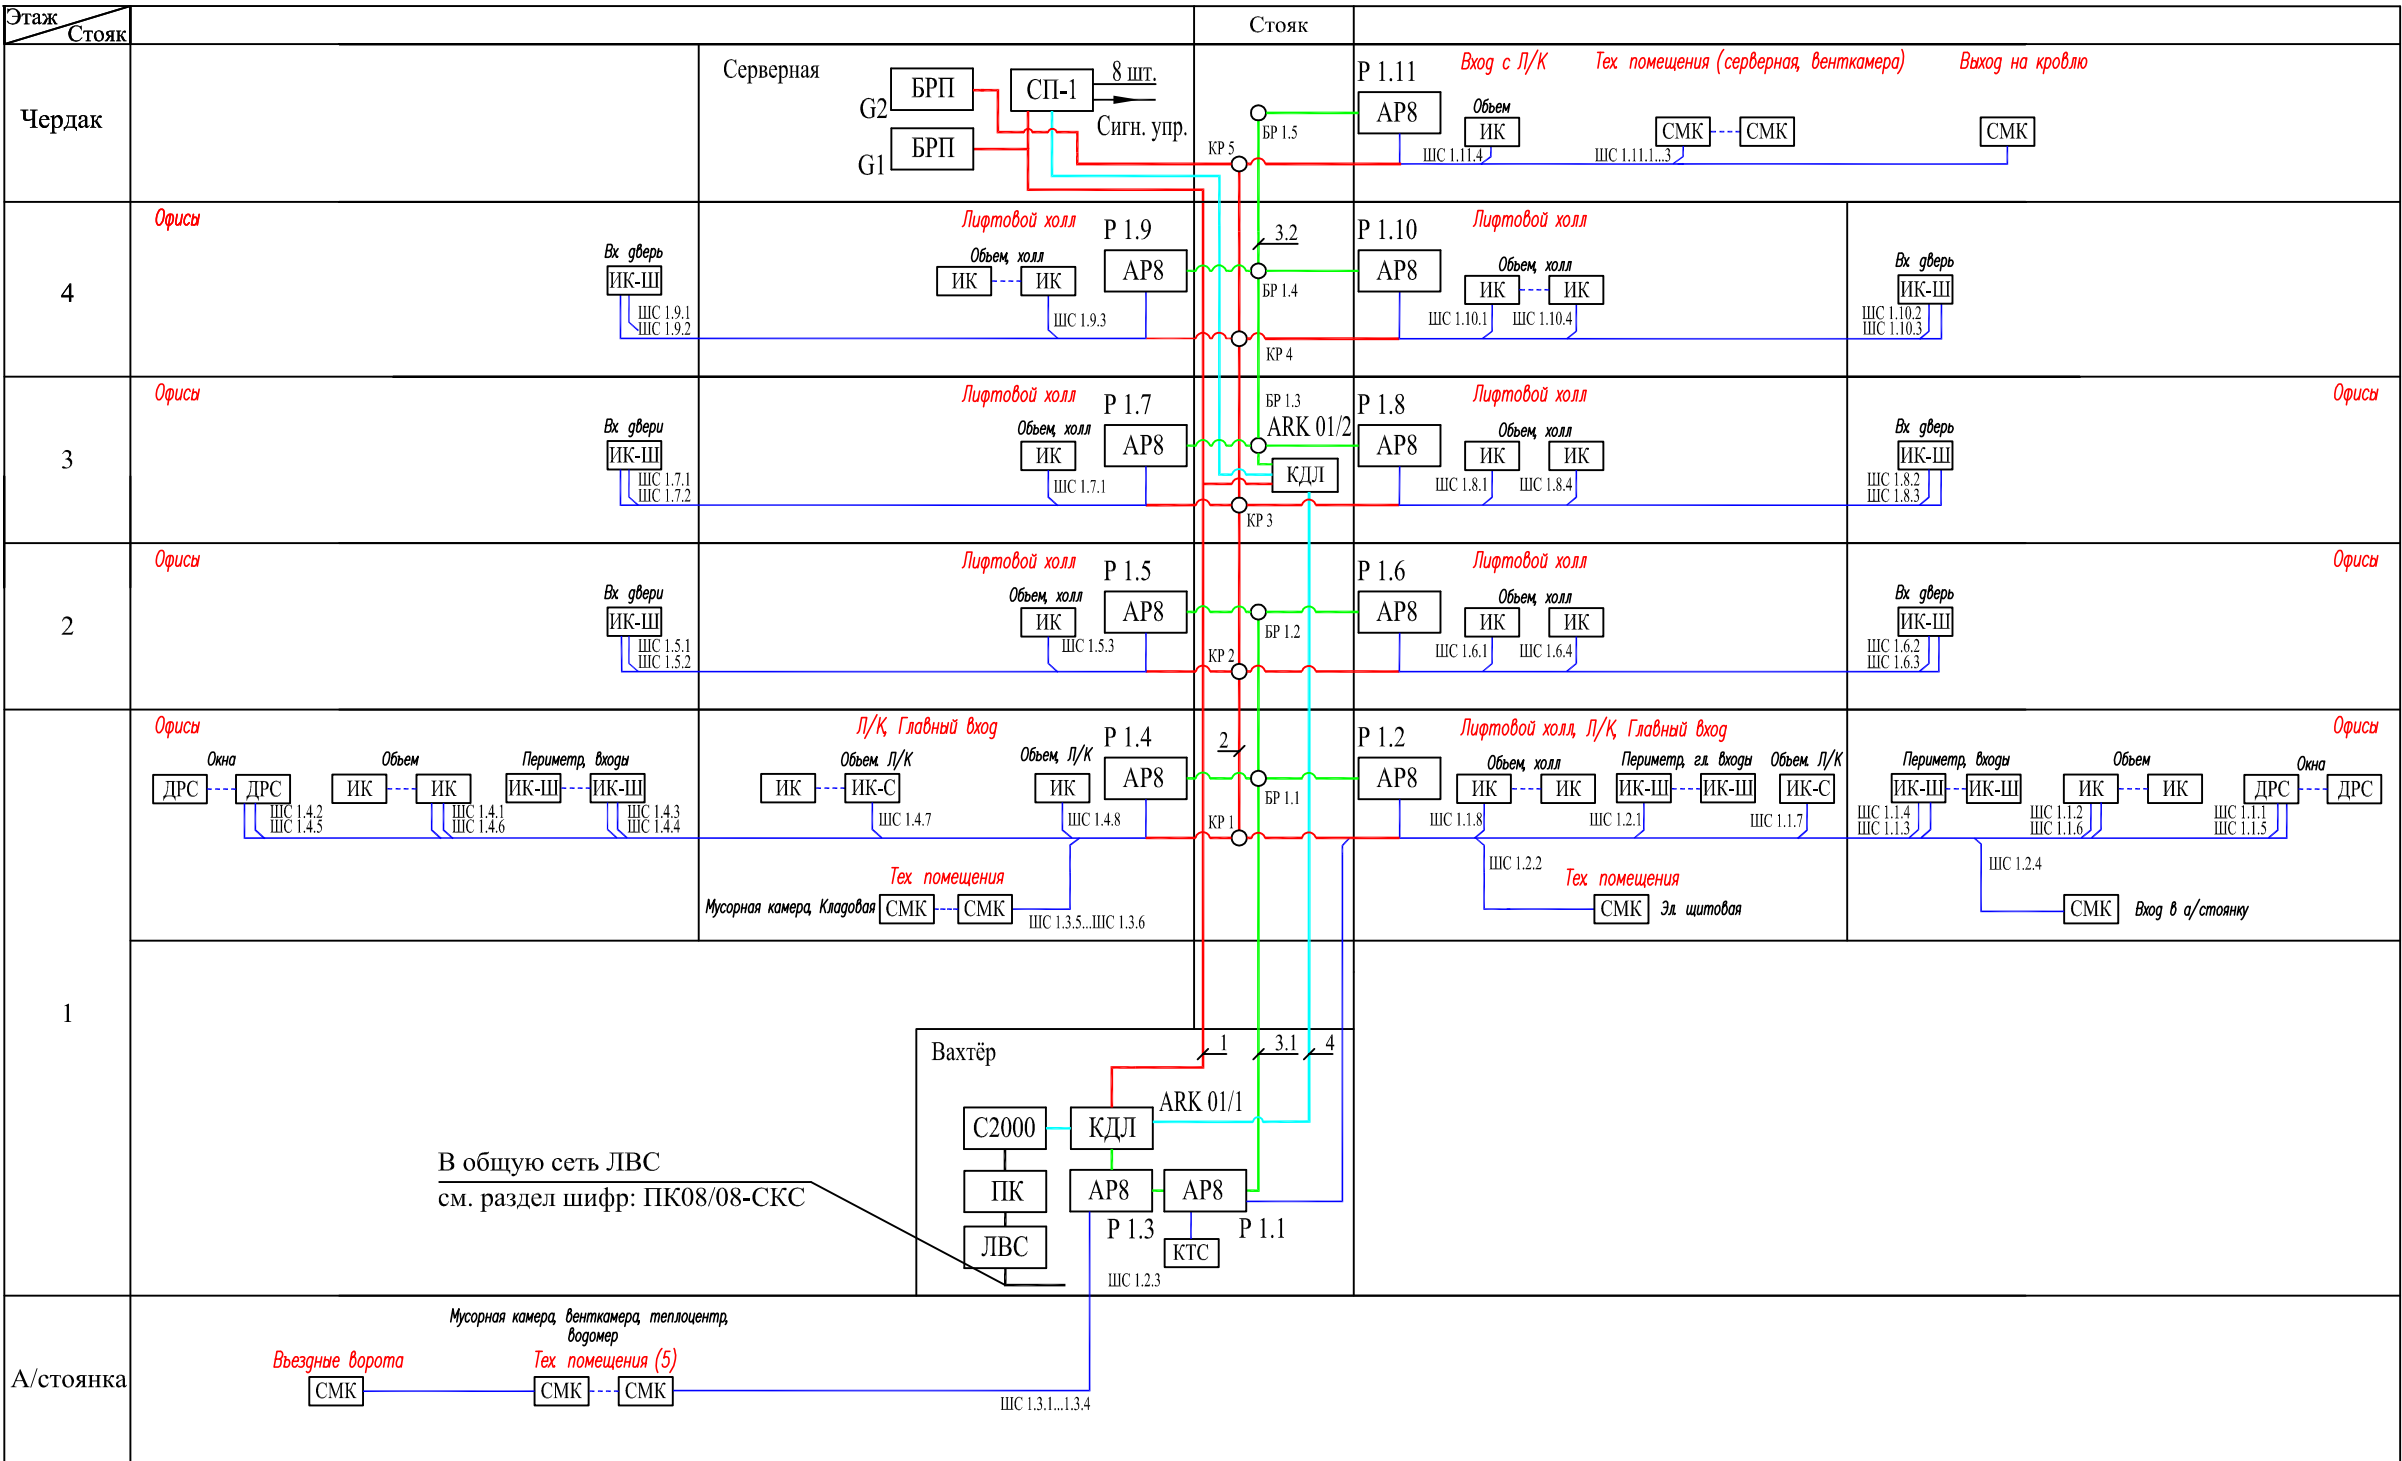 Этаж
Стояк
Стояк
Чердак
Серверная
G2
БРП
G1
БРП
СП-1
8 шт.
Сигн. упр.
КР 5
БР 1.5
Р 1.11
АР8
Вход с Л/К
Тех. помещения (серверная, венткамера)
Выход на кровлю
Объем
ИК
СМК
СМК
СМК
ШС 1.11.4
ШС 1.11.1...3
4
Офисы
Вх. дверь
ИК-Ш
ШС 1.9.1
ШС 1.9.2
Лифтовой холл
Объем, холл
ИК
ИК
ШС 1.9.3
Р 1.9
АР8
3.2
БР 1.4
КР 4
Р 1.10
АР8
Лифтовой холл
Объем, холл
ИК
ИК
ШС 1.10.1
ШС 1.10.4
Вх. дверь
ИК-Ш
ШС 1.10.2
ШС 1.10.3
3
Офисы
Вх. двери
ИК-Ш
ШС 1.7.1
ШС 1.7.2
Лифтовой холл
Объем, холл
ИК
ШС 1.7.1
Р 1.7
АР8
БР 1.3
ARK 01/2
КДЛ
КР 3
Р 1.8
АР8
Лифтовой холл
Объем, холл
ИК
ИК
ШС 1.8.1
ШС 1.8.4
Вх. дверь
ИК-Ш
ШС 1.8.2
ШС 1.8.3
Офисы
2
Офисы
Вх. двери
ИК-Ш
ШС 1.5.1
ШС 1.5.2
Лифтовой холл
Объем, холл
ИК
ШС 1.5.3
Р 1.5
АР8
БР 1.2
КР 2
Р 1.6
АР8
Лифтовой холл
Объем, холл
ИК
ИК
ШС 1.6.1
ШС 1.6.4
Вх. дверь
ИК-Ш
ШС 1.6.2
ШС 1.6.3
Офисы
1
Офисы
Окна
ДРС
ДРС
ШС 1.4.2
ШС 1.4.5
Объем
ИК
ИК
ШС 1.4.1
ШС 1.4.6
Периметр, входы
ИК-Ш
ИК-Ш
ШС 1.4.3
ШС 1.4.4
Л/К, Главный вход
Объем. Л/К
ИК
ИК-С
ШС 1.4.7
Объем, Л/К
ИК
ШС 1.4.8
Р 1.4
АР8
2
БР 1.1
КР 1
Р 1.2
АР8
Лифтовой холл, Л/К, Главный вход
Объем, холл
ИК
ИК
ШС 1.1.8
Периметр, гл. входы
ИК-Ш
ИК-Ш
ШС 1.2.1
Объем. Л/К
ИК-С
ШС 1.1.7
Офисы
Периметр, входы
ИК-Ш
ИК-Ш
ШС 1.1.4
ШС 1.1.3
Объем
ИК
ИК
ШС 1.1.2
ШС 1.1.6
Окна
ДРС
ДРС
ШС 1.1.1
ШС 1.1.5
Тех. помещения
Мусорная камера, Кладовая
СМК
СМК
ШС 1.3.5...ШС 1.3.6
ШС 1.2.2
Тех. помещения
СМК
Эл. щитовая
ШС 1.2.4
СМК
Вход в а/стоянку
Вахтёр
1
3.1
4
ARK 01/1
С2000
КДЛ
ПК
АР8
АР8
Р 1.3
Р 1.1
ЛВС
КТС
ШС 1.2.3
В общую сеть ЛВС
см. раздел шифр: ПК08/08-СКС
А/стоянка
Мусорная камера, венткамера, теплоцентр,
водомер
Въездные ворота
Тех. помещения (5)
СМК
СМК
СМК
ШС 1.3.1...1.3.4